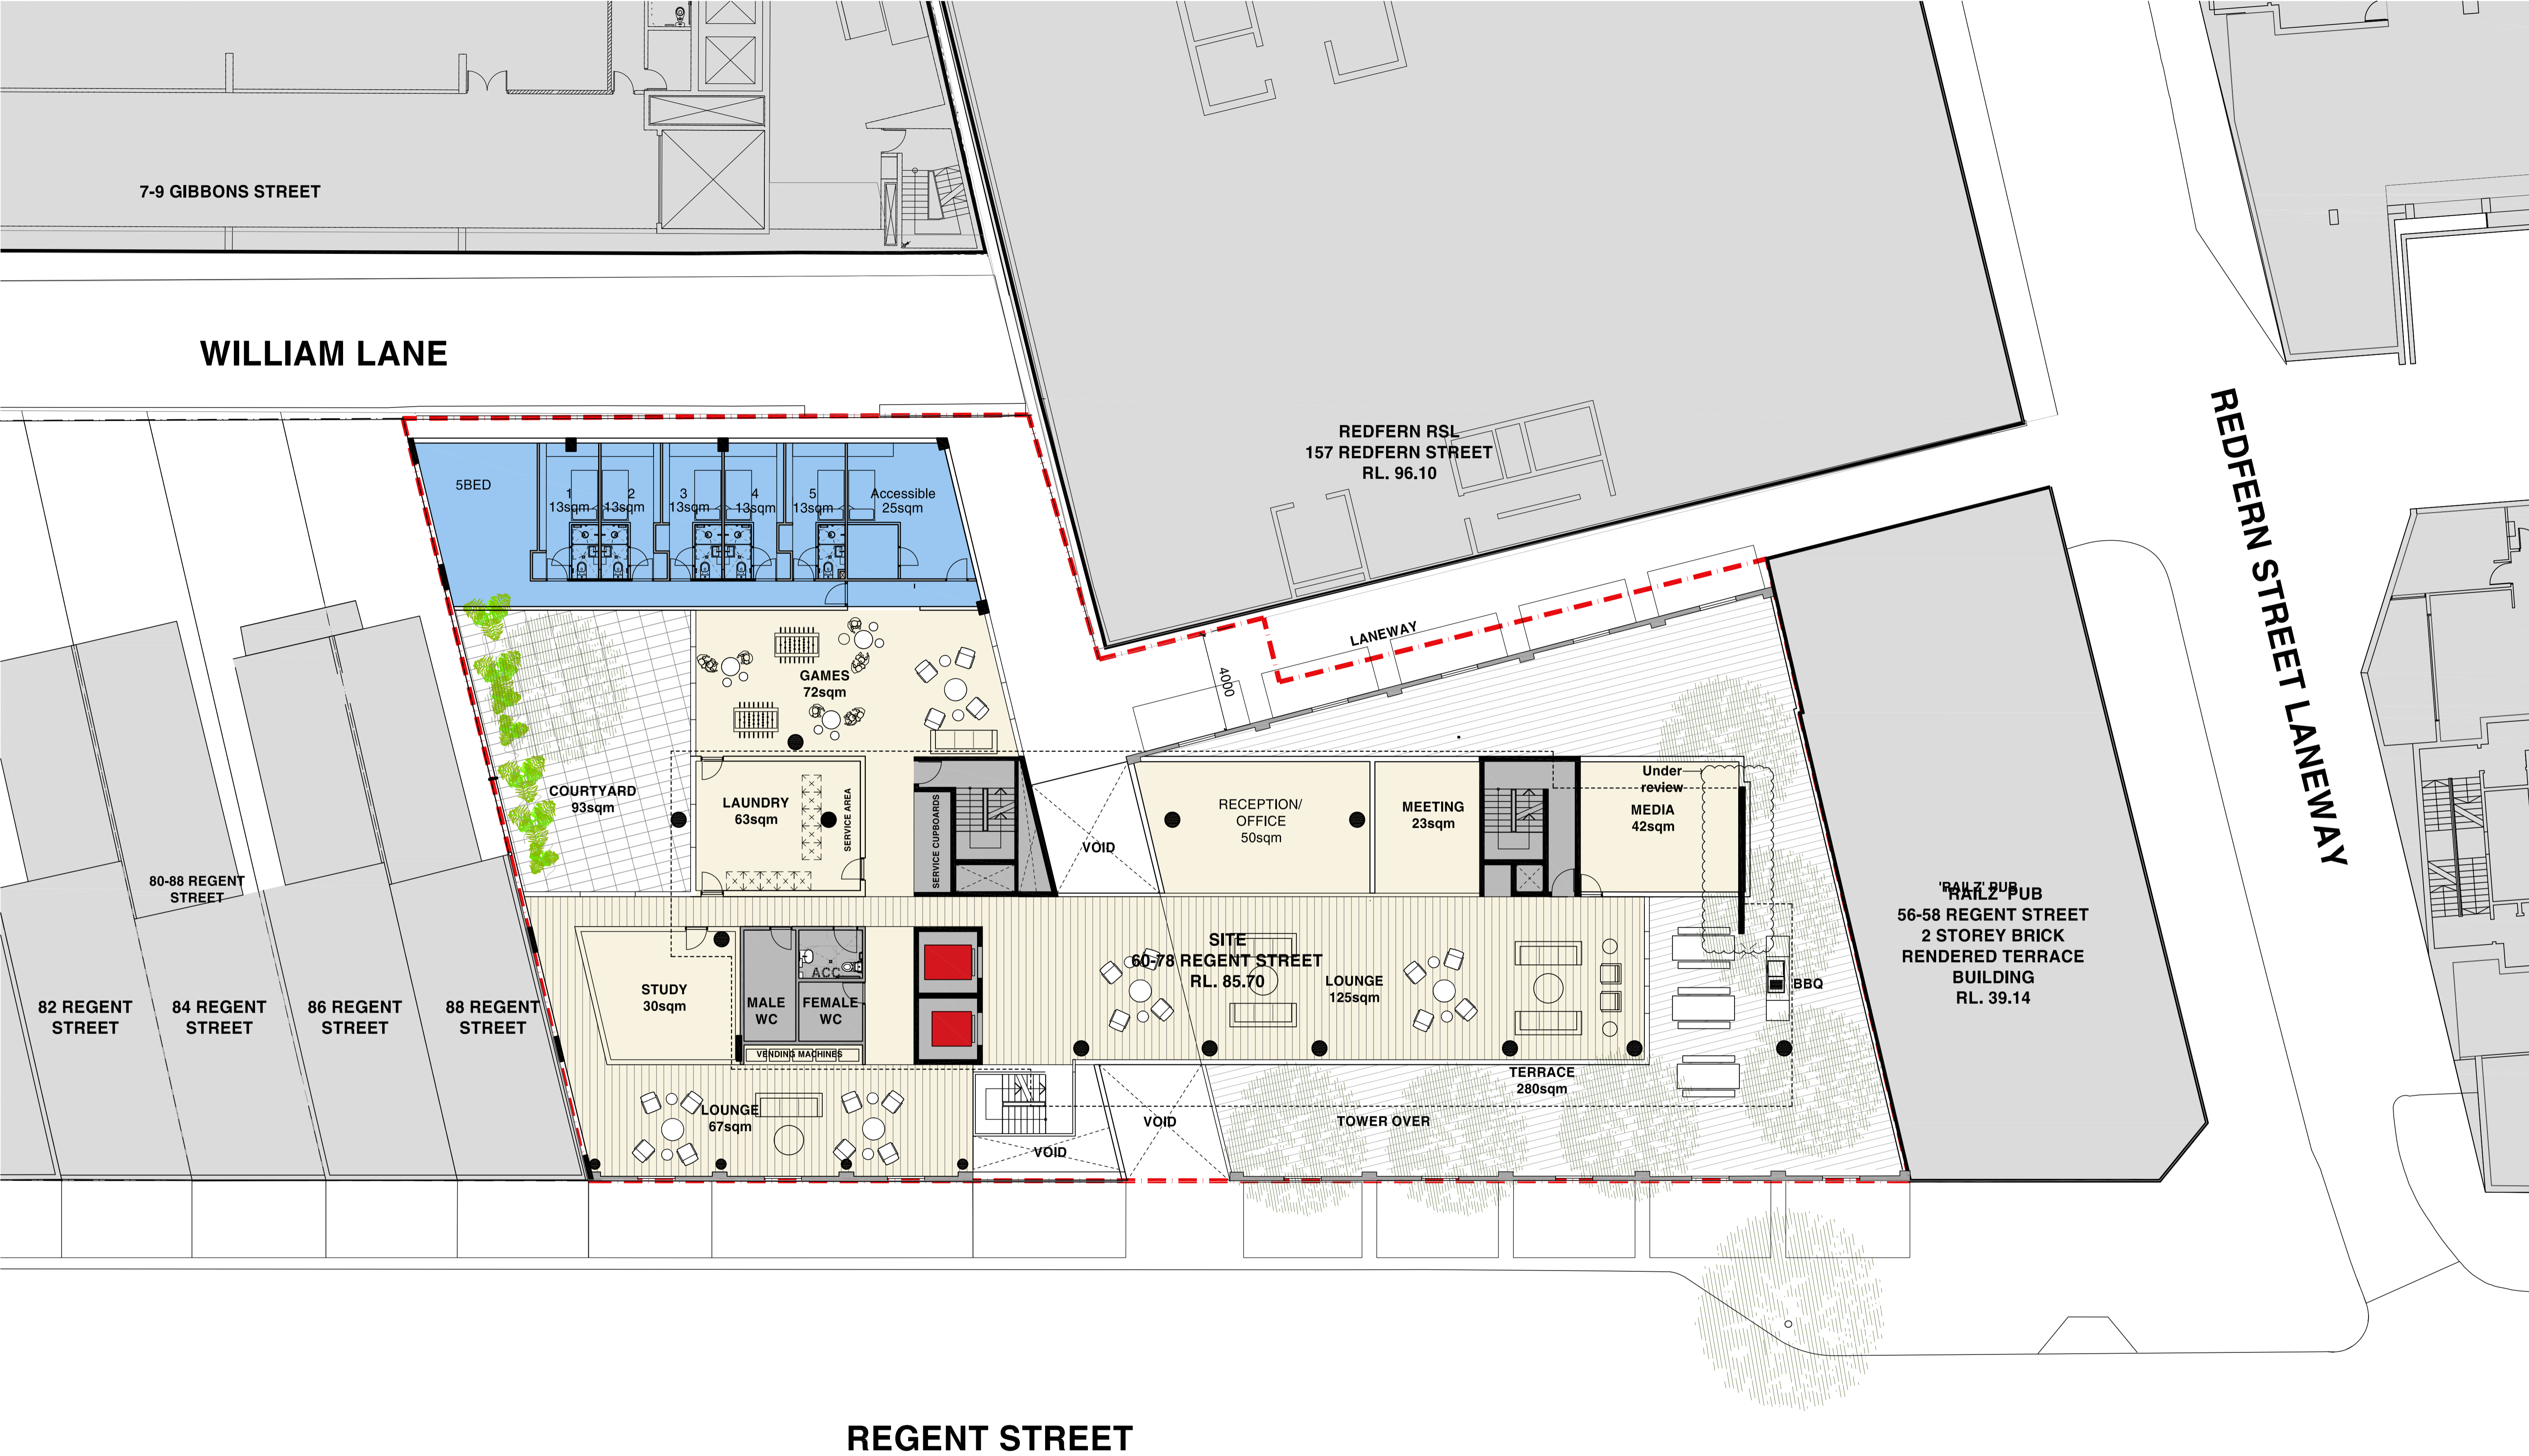 7-9 GIBBONS STREET
WILLIAM LANE
REDFERN RSL
157 REDFERN STREET
RL. 96.10
REDFERN STREET LANEWAY
5BED
1
13sqm
2
13sqm
3
13sqm
4
13sqm
5
13sqm
Accessible
25sqm
LANEWAY
4000
GAMES
72sqm
COURTYARD
93sqm
LAUNDRY
63sqm
SERVICE AREA
SERVICE CUPBOARDS
VOID
RECEPTION/
OFFICE
50sqm
MEETING
23sqm
Under
review
MEDIA
42sqm
80-88 REGENT
STREET
'RAILZ' PUB
'RAILZ' PUB
56-58 REGENT STREET
2 STOREY BRICK
RENDERED TERRACE
BUILDING
RL. 39.14
SITE
60-78 REGENT STREET
RL. 85.70
LOUNGE
125sqm
BBQ
STUDY
30sqm
ACC
MALE
WC
FEMALE
WC
VENDING MACHINES
82 REGENT
STREET
84 REGENT
STREET
86 REGENT
STREET
88 REGENT
STREET
TERRACE
280sqm
LOUNGE
67sqm
VOID
TOWER OVER
VOID
REGENT STREET